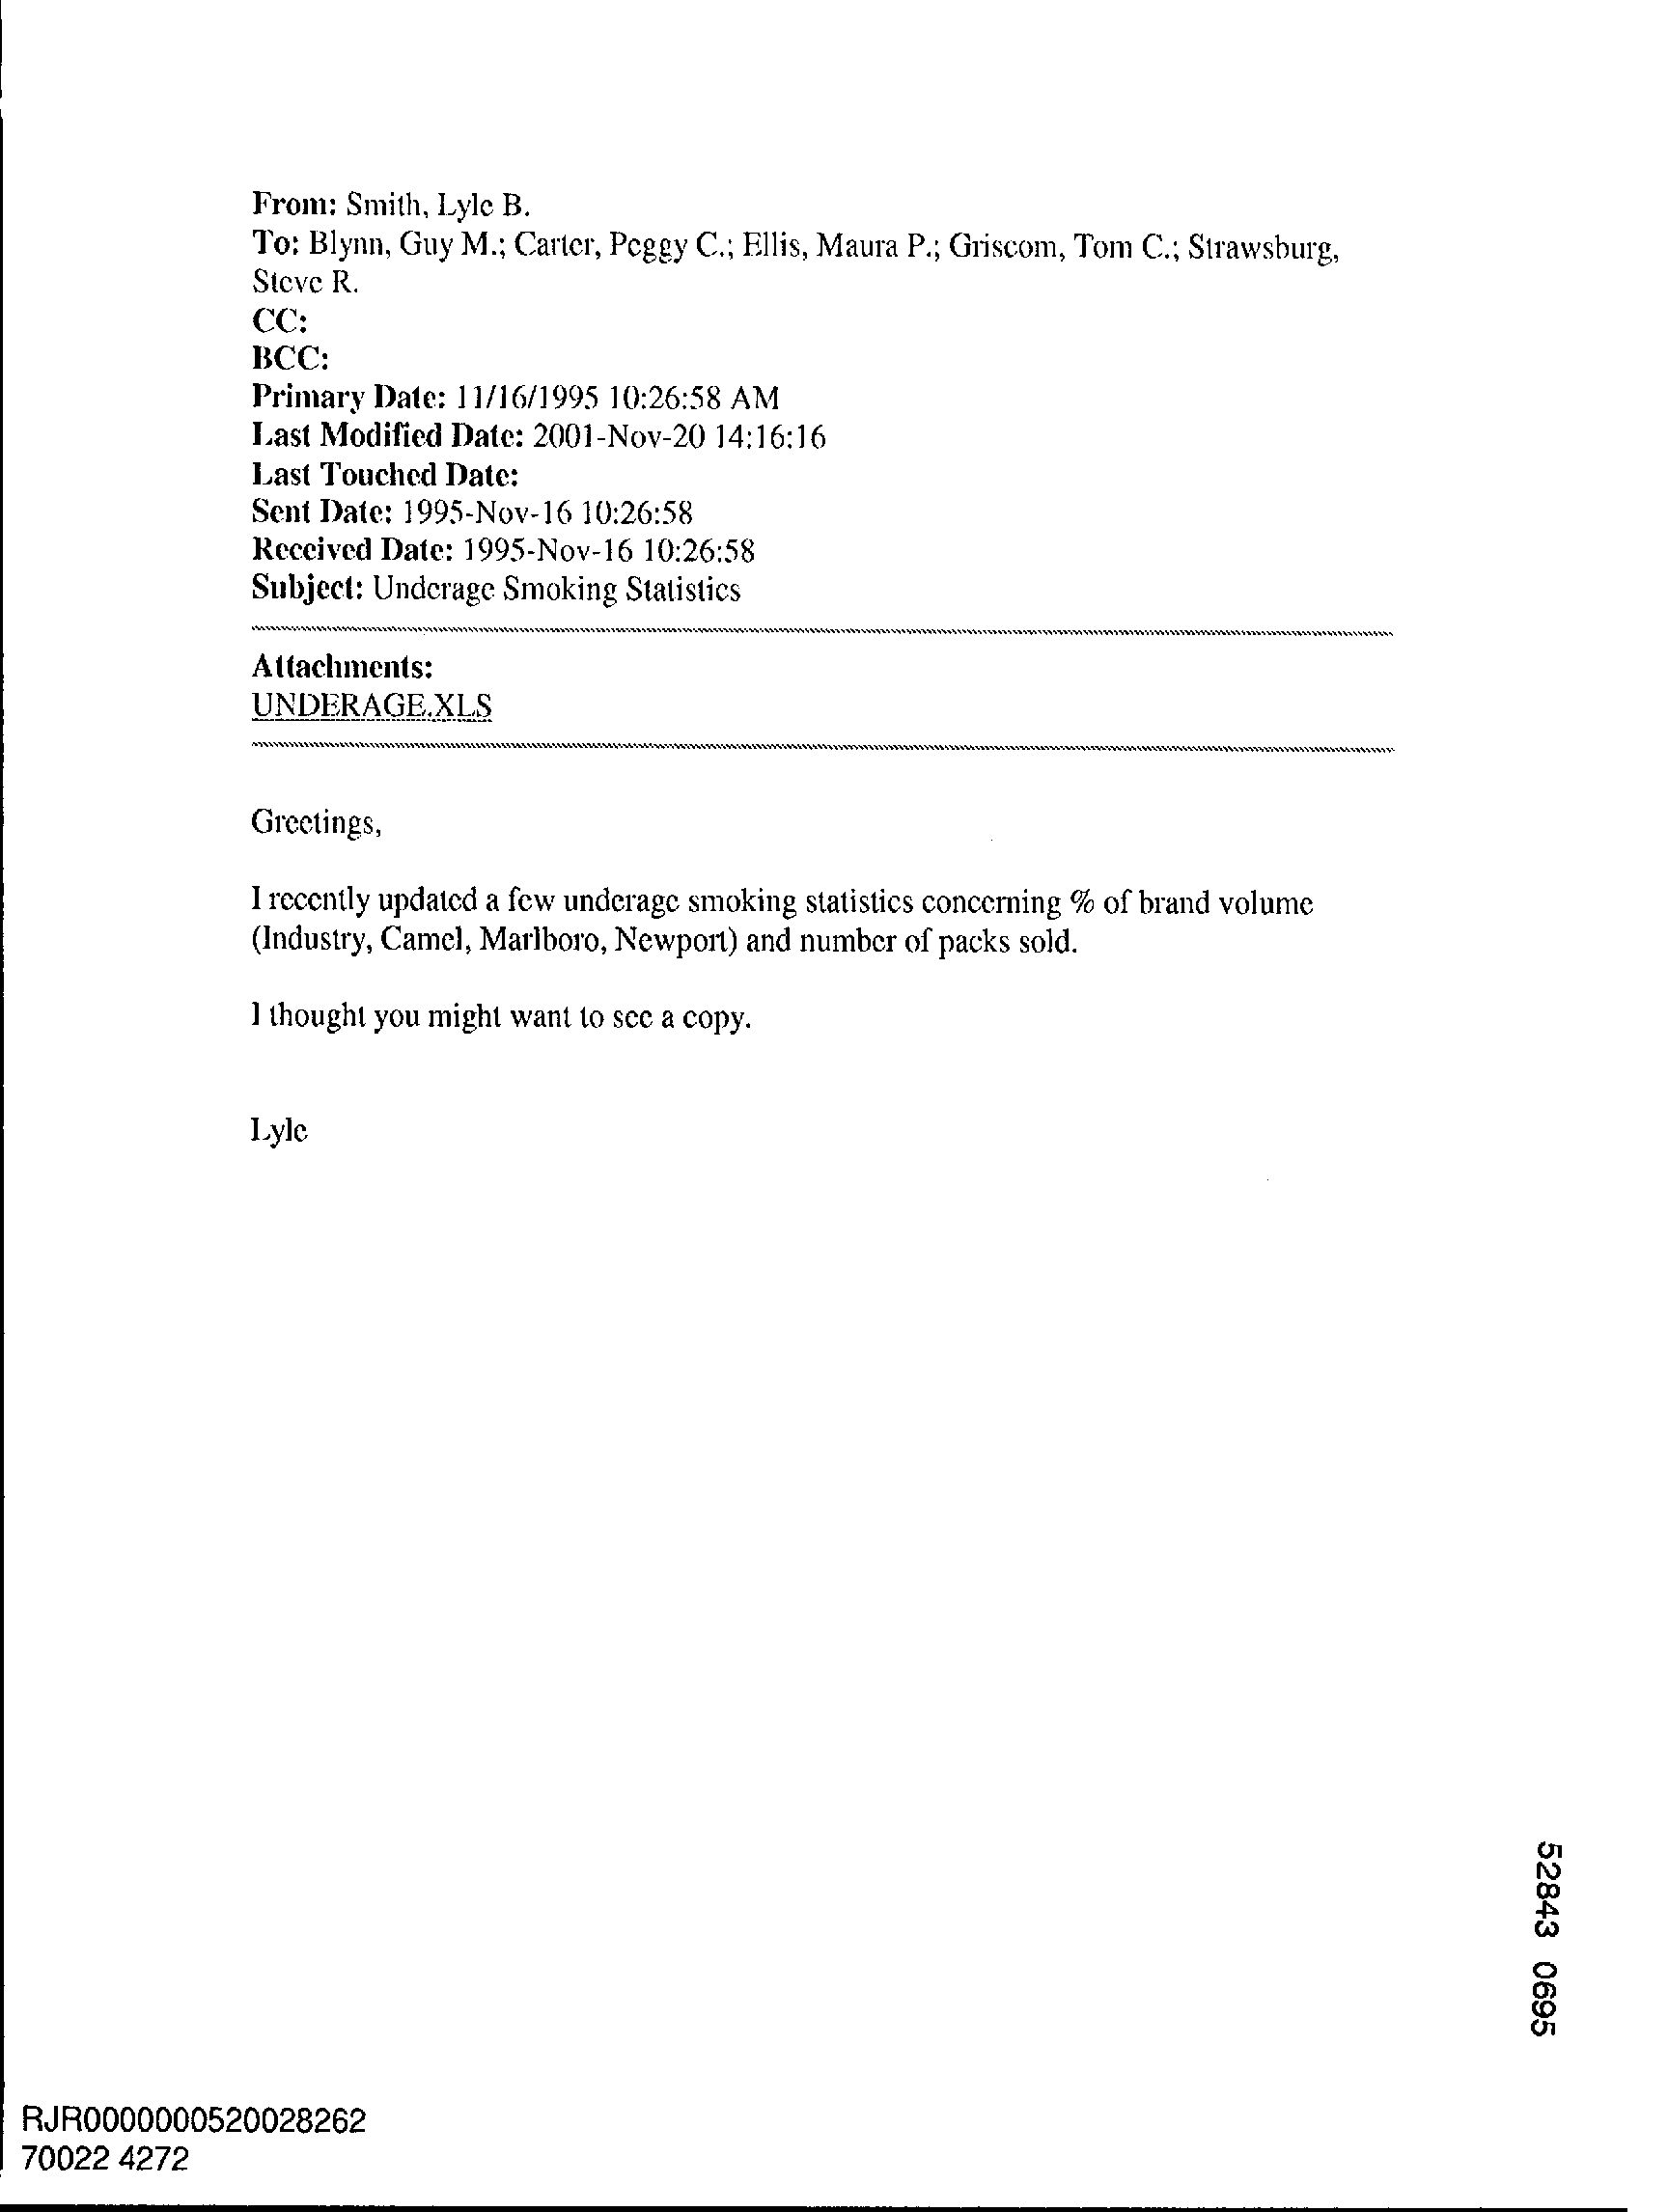 From: Smith, Lyle B.
To: Blynn, Guy M.; Carter, Peggy C.; Ellis, Maura P.; Griscom, Tom C.; Strawsburg,
Steve R.
CC:
BCC:
Primary Date: 11/16/1995 10:26:58 AM
Last Modified Date: 2001-Nov-20 14:16:16
Last Touched Date:
Sent Date: 1995-Nov-16 10:26:58
Received Date: 1995-Nov-16 10:26:58
Subject: Underage Smoking Statistics
Attachments:
UNDERAGE.XLS
Greetings,
I recently updated a few underage smoking statistics concerning % of brand volume
(Industry, Camel, Marlboro, Newport) and number of packs sold.
I thought you might want to see a copy.
Lyle
52843 0695
RJR0000000520028262
70022 4272